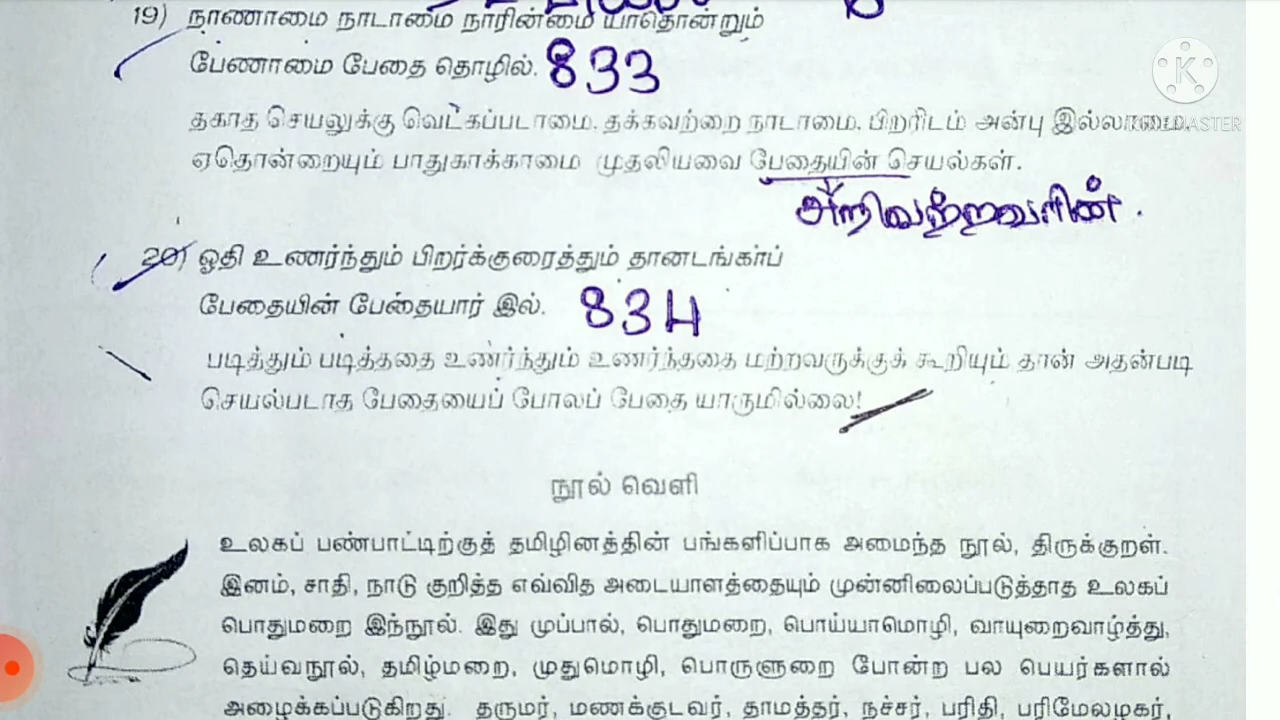 19) நாணாமை நாடாமை நாரின்மை யாதொன்றும்
பேணாமை பேதை தொழில். 833
தகாத செயலுக்கு வெட்கப்படாமை. தக்கவற்றை நாடாமை. பிறரிடம் அன்பு இல்லாமை.
ஏதொன்றையும் பாதுகாக்காமை முதலியவை பேதையின் செயல்கள்.
அறிவற்றவரின்.
20) ஓதி உணர்ந்தும் பிறர்க்குரைத்தும் தானடங்காப்
பேதையின் பேதையார் இல். 834
படித்தும் படித்ததை உணர்ந்தும் உணர்ந்ததை மற்றவருக்குக் கூறியும் தான் அதன்படி
செயல்படாத பேதையைப் போலப் பேதை யாருமில்லை!
நூல் வெளி
உலகப் பண்பாட்டிற்குத் தமிழினத்தின் பங்களிப்பாக அமைந்த நூல், திருக்குறள்.
இனம், சாதி, நாடு குறித்த எவ்வித அடையாளத்தையும் முன்னிலைப்படுத்தாத உலகப்
பொதுமறை இந்நூல். இது முப்பால், பொதுமறை, பொய்யாமொழி, வாயுறைவாழ்த்து,
தெய்வநூல், தமிழ்மறை, முதுமொழி, பொருளுறை போன்ற பல பெயர்களால்
அழைக்கப்படுகிறது. தருமர், மணக்குடவர், தாமத்தர், நச்சர், பரிதி, பரிமேலழகர்,